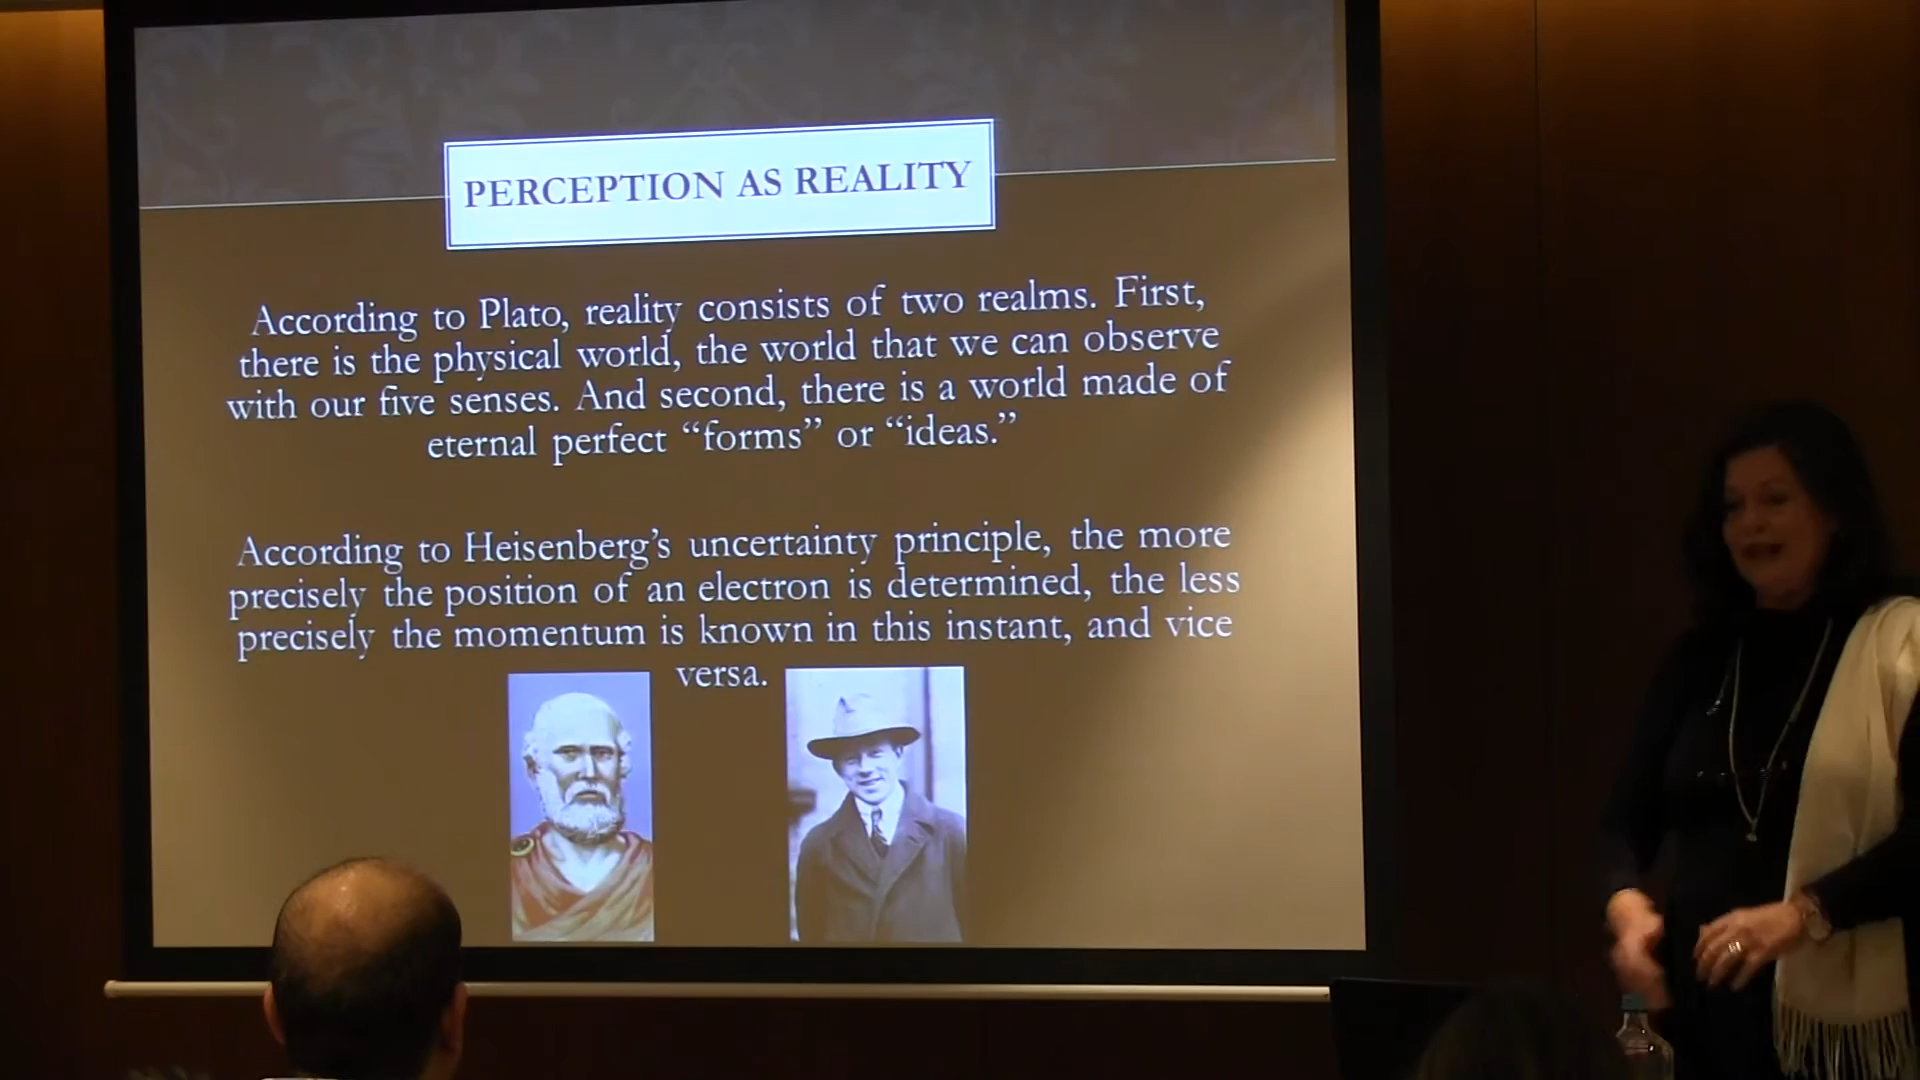 PERCEPTION AS REALITY
According to Plato, reality consists of two realms. First,
there is the physical world, the world that we can observe
with our five senses. And second, there is a world made of
eternal perfect “forms” or “ideas.”
According to Heisenberg’s uncertainty principle, the more
precisely the position of an electron is determined, the less
precisely the momentum is known in this instant, and vice
versa.